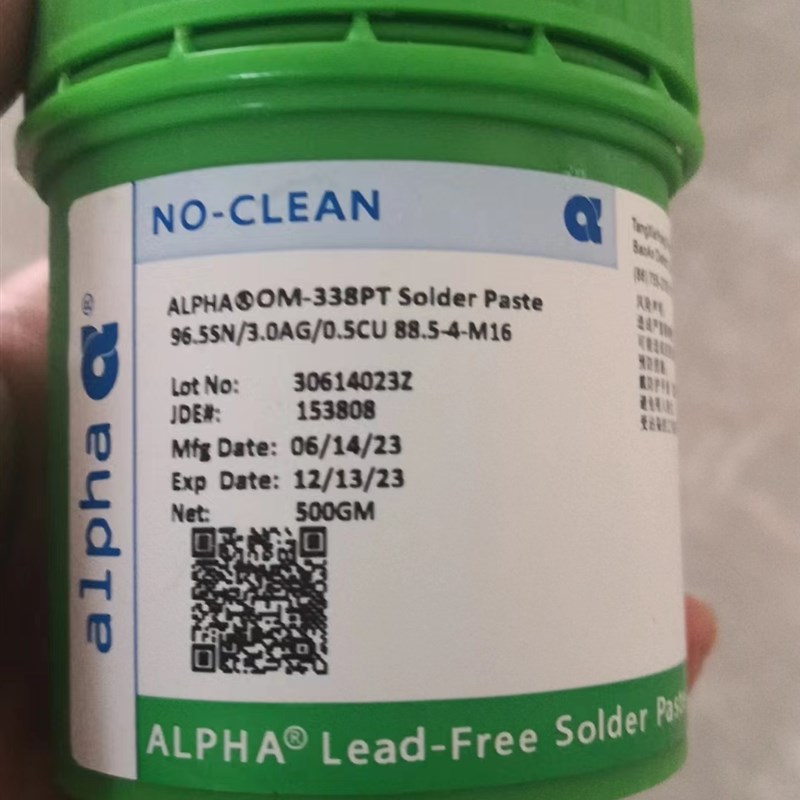 NO-CLEAN
ALPHA®OM-338PT Solder Paste
96.5SN/3.0AG/0.5CU 88.5-4-M16
Lot No: 30614023Z
JDE#: 153808
Mfg Date: 06/14/23
Exp Date: 12/13/23
Net: 500GM
alpha ®
ALPHA® Lead-Free Solder